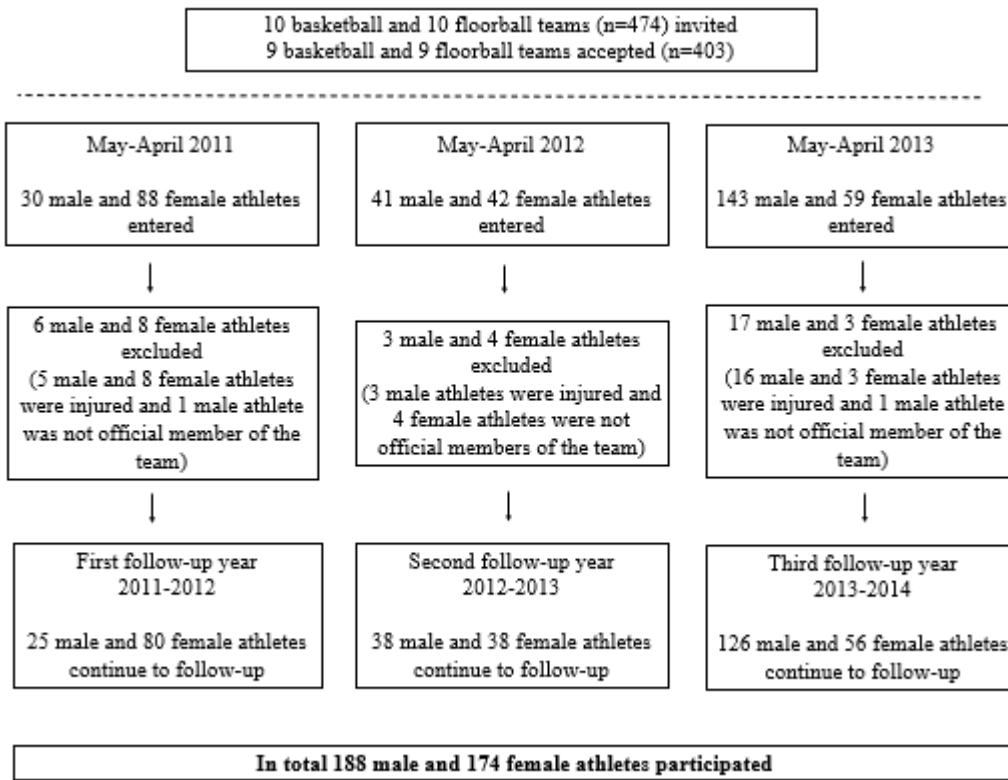 10 basketball and 10 floorball teams (n=474) invited
9 basketball and 9 floorball teams accepted (n=403)
May-April 2011
30 male and 88 female athletes
entered
6 male and 8 female athletes
excluded
(5 male and 8 female athletes
were injured and 1 male athlete
was not official member of the
team)
First follow-up year
2011-2012
25 male and 80 female athletes
continue to follow-up
May-April 2012
41 male and 42 female athletes
entered
3 male and 4 female athletes
excluded
(3 male athletes were injured and
4 female athletes were not
official members of the team)
Second follow-up year
2012-2013
38 male and 38 female athletes
continue to follow-up
May-April 2013
143 male and 59 female athletes
entered
17 male and 3 female athletes
excluded
(16 male and 3 female athletes
were injured and 1 male athlete
was not official member of the
team)
Third follow-up year
2013-2014
126 male and 56 female athletes
continue to follow-up
In total 188 male and 174 female athletes participated